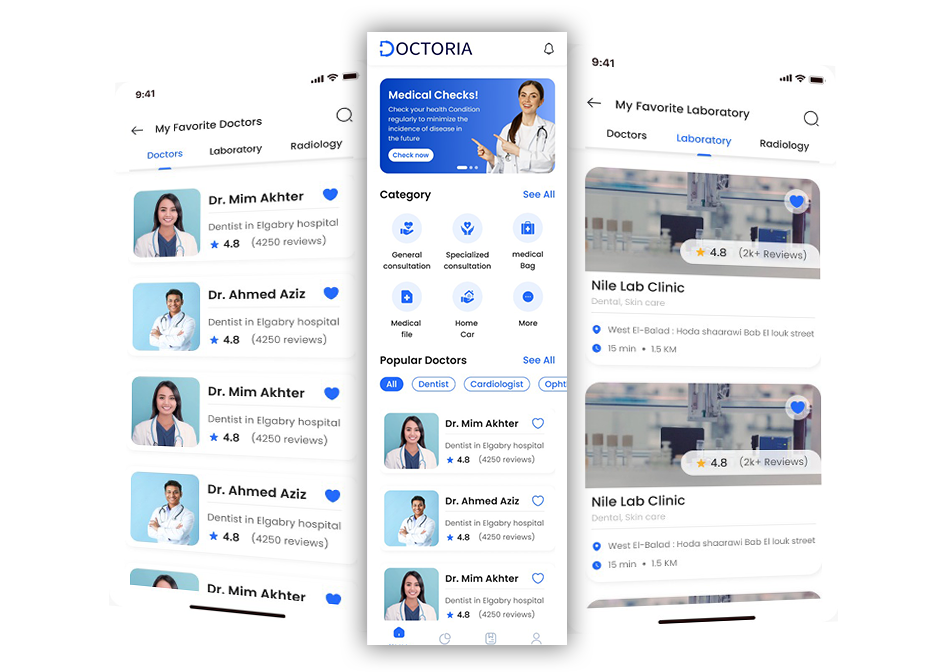 9:41
My Favorite Doctors
Doctors
Laboratory
Radiology
Dr. Mim Akhter
Dentist in Elgabry hospital
4.8 (4250 reviews)
Dr. Ahmed Aziz
Dentist in Elgabry hospital
4.8 (4250 reviews)
Dr. Mim Akhter
Dentist in Elgabry hospital
4.8 (4250 reviews)
Dr. Ahmed Aziz
Dentist in Elgabry hospital
4.8 (4250 reviews)
Dr. Mim Akhter
DOCTORIA
Medical Checks!
Check your health Condition
regularly to minimize the
incidence of disease in
the future
Check now
Category
See All
General
consultation
Specialized
consultation
medical
Bag
Medical
file
Home
Car
More
Popular Doctors
See All
All
Dentist
Cardiologist
Opht
Dr. Mim Akhter
Dentist in Elgabry hospital
4.8 (4250 reviews)
Dr. Ahmed Aziz
Dentist in Elgabry hospital
4.8 (4250 reviews)
Dr. Mim Akhter
Dentist in Elgabry hospital
4.8 (4250 reviews)
9:41
My Favorite Laboratory
Doctors
Laboratory
Radiology
4.8 (2k+ Reviews)
Nile Lab Clinic
Dental, Skin care
West El-Balad : Hoda shaarawi Bab El louk street
15 min • 1.5 KM
4.8 (2k+ Reviews)
Nile Lab Clinic
Dental, Skin care
West El-Balad : Hoda shaarawi Bab El louk street
15 min • 1.5 KM